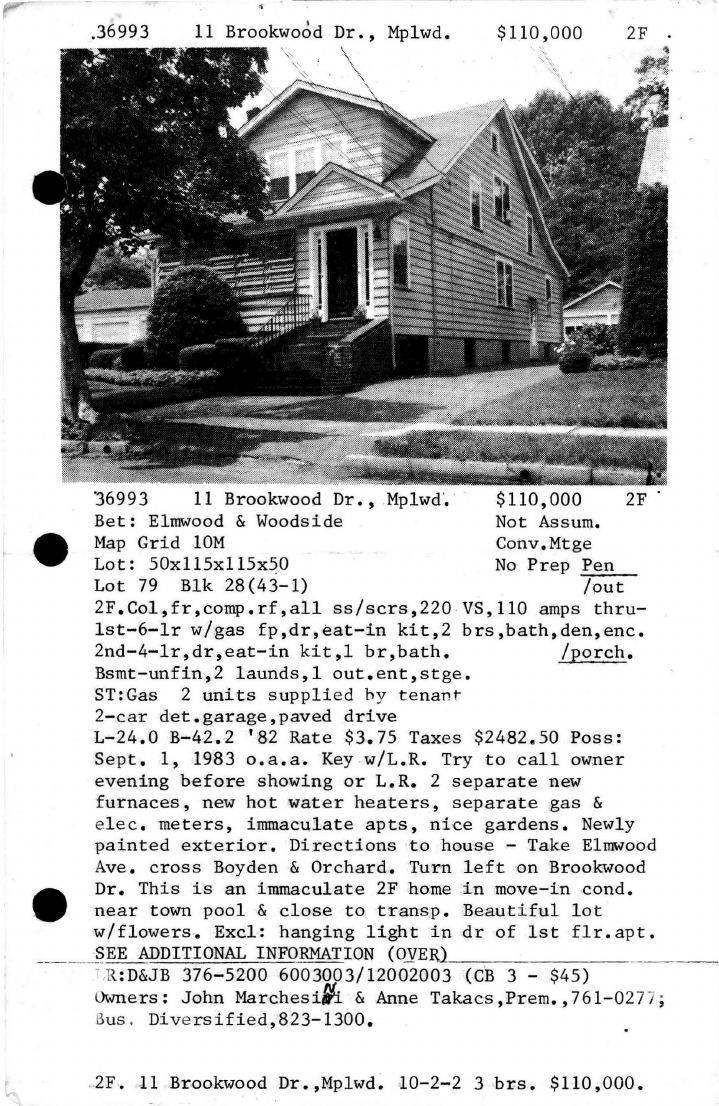 .36993 11 Brookwood Dr., Mplwd. $110,000 2F .
36993 11 Brookwood Dr., Mplwd. $110,000 2F
Bet: Elmwood & Woodside Not Assum.
Map Grid 10M Conv.Mtge
Lot: 50x115x115x50 No Prep Pen
Lot 79 Blk 28(43-1) /out
2F.Col,fr,comp.rf,all ss/scrs,220 VS,110 amps thru-
1st-6-lr w/gas fp,dr,eat-in kit,2 brs,bath,den,enc.
2nd-4-lr,dr,eat-in kit,1 br,bath. /porch.
Bsmt-unfin,2 launds,1 out.ent,stge.
ST:Gas 2 units supplied by tenant
2-car det.garage,paved drive
L-24.0 B-42.2 '82 Rate $3.75 Taxes $2482.50 Poss:
Sept. 1, 1983 o.a.a. Key w/L.R. Try to call owner
evening before showing or L.R. 2 separate new
furnaces, new hot water heaters, separate gas &
elec. meters, immaculate apts, nice gardens. Newly
painted exterior. Directions to house - Take Elmwood
Ave. cross Boyden & Orchard. Turn left on Brookwood
Dr. This is an immaculate 2F home in move-in cond.
near town pool & close to transp. Beautiful lot
w/flowers. Excl: hanging light in dr of 1st flr.apt.
SEE ADDITIONAL INFORMATION (OVER)
LR:D&JB 376-5200 6003003/12002003 (CB 3 - $45)
Owners: John Marchesini & Anne Takacs,Prem.,761-0277;
Bus. Diversified,823-1300.
2F. 11 Brookwood Dr.,Mplwd. 10-2-2 3 brs. $110,000.